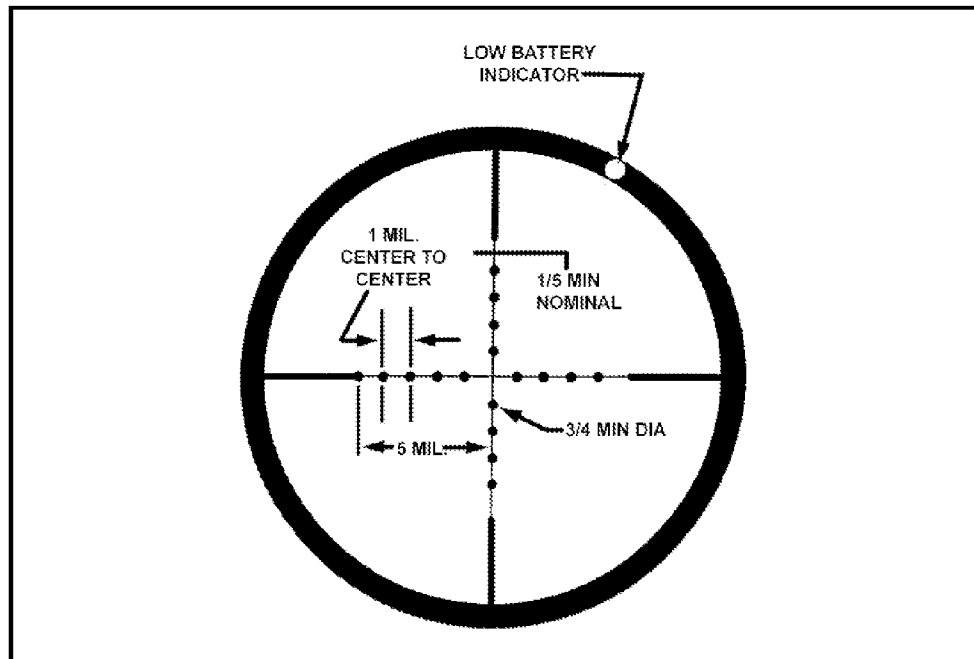 LOW BATTERY
INDICATOR
1 MIL.
CENTER TO
CENTER
1/5 MIN
NOMINAL
3/4 MIN DIA
5 MIL.